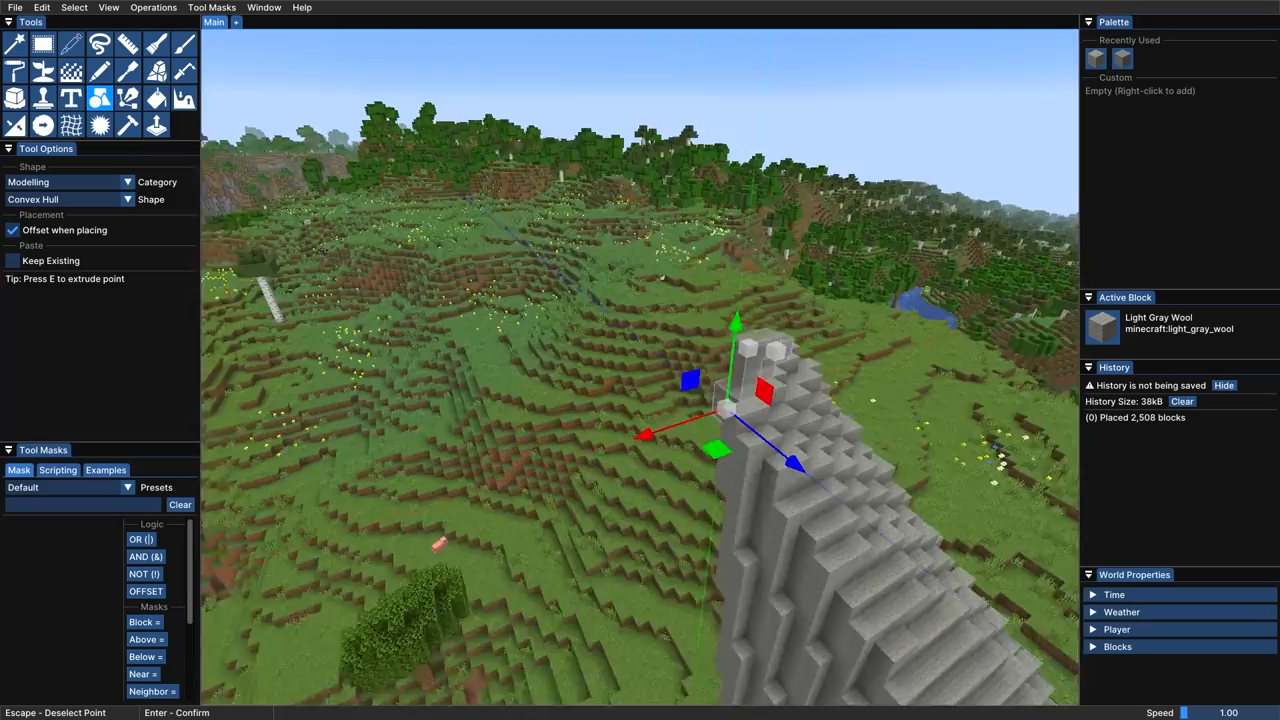 File Edit Select View Operations Tool Masks Window Help
Tools
Main +
Palette
Recently Used
Custom
Empty (Right-click to add)
Tool Options
Shape
Modelling Category
Convex Hull Shape
Placement
Offset when placing
Paste
Keep Existing
Tip: Press E to extrude point
Active Block
Light Gray Wool
minecraft:light_gray_wool
History
History is not being saved Hide
History Size: 38kB Clear
(0) Placed 2,508 blocks
Tool Masks
Mask Scripting Examples
Default Presets
Clear
Logic
OR (|)
AND (&)
NOT (!)
OFFSET
Masks
Block =
Above =
Below =
Near =
Neighbor =
World Properties
Time
Weather
Player
Blocks
Escape - Deselect Point Enter - Confirm Speed 1.00